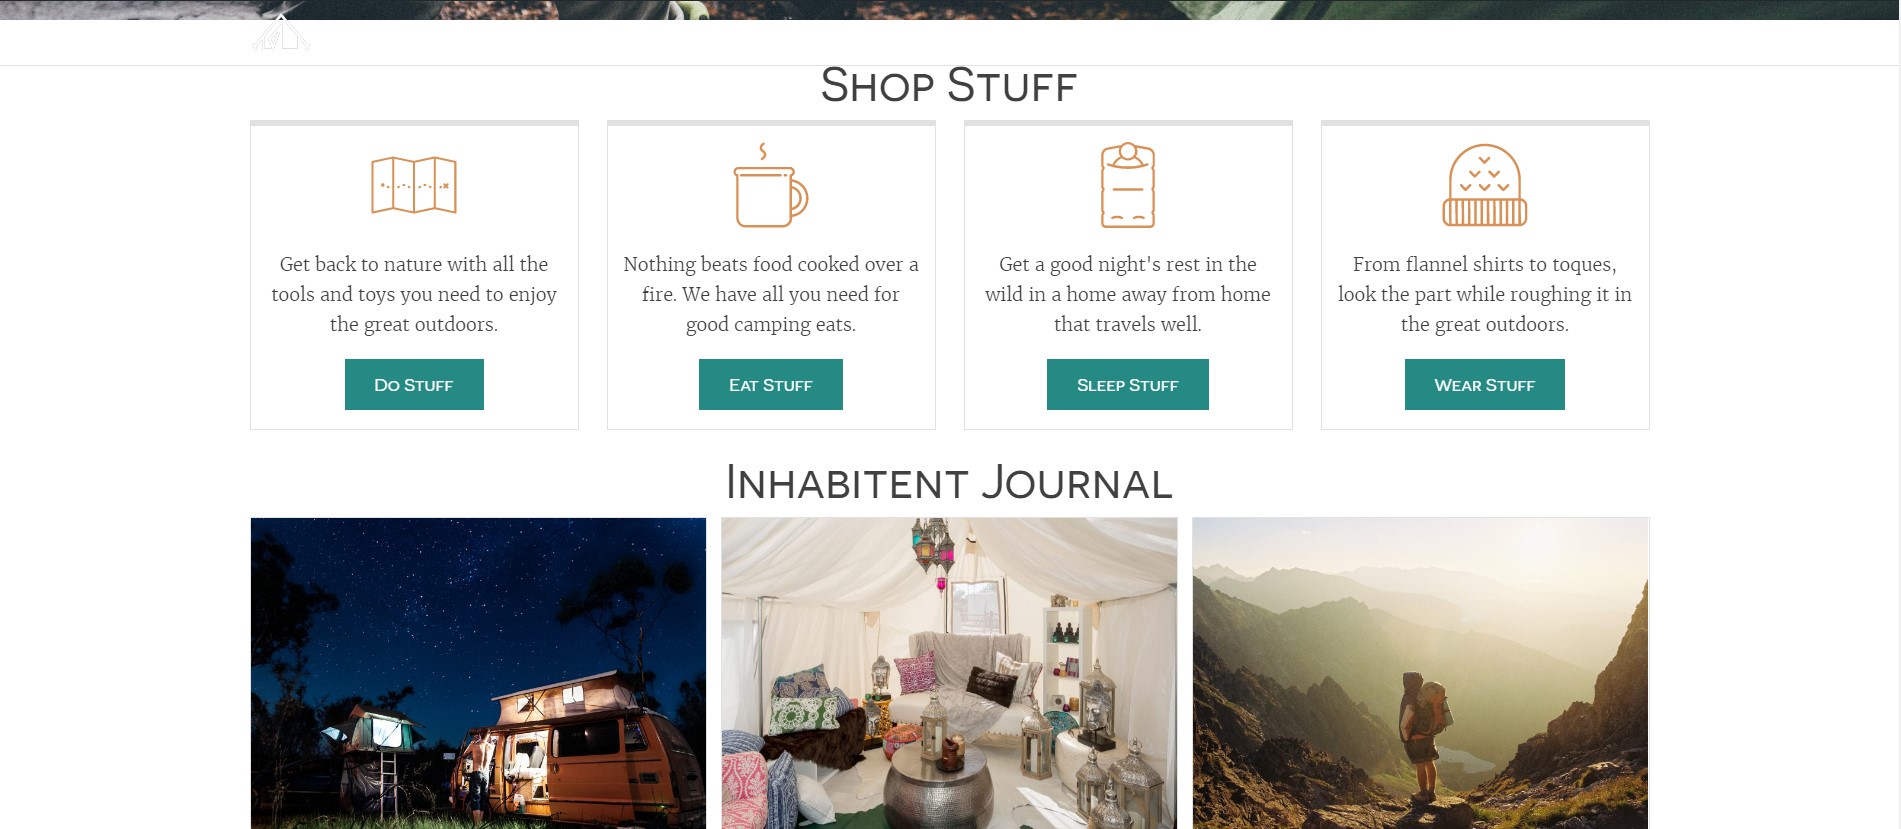 Shop Stuff
Get back to nature with all the
tools and toys you need to enjoy
the great outdoors.
Do Stuff
Nothing beats food cooked over a
fire. We have all you need for
good camping eats.
Eat Stuff
Get a good night's rest in the
wild in a home away from home
that travels well.
Sleep Stuff
From flannel shirts to toques,
look the part while roughing it in
the great outdoors.
Wear Stuff
Inhabitent Journal